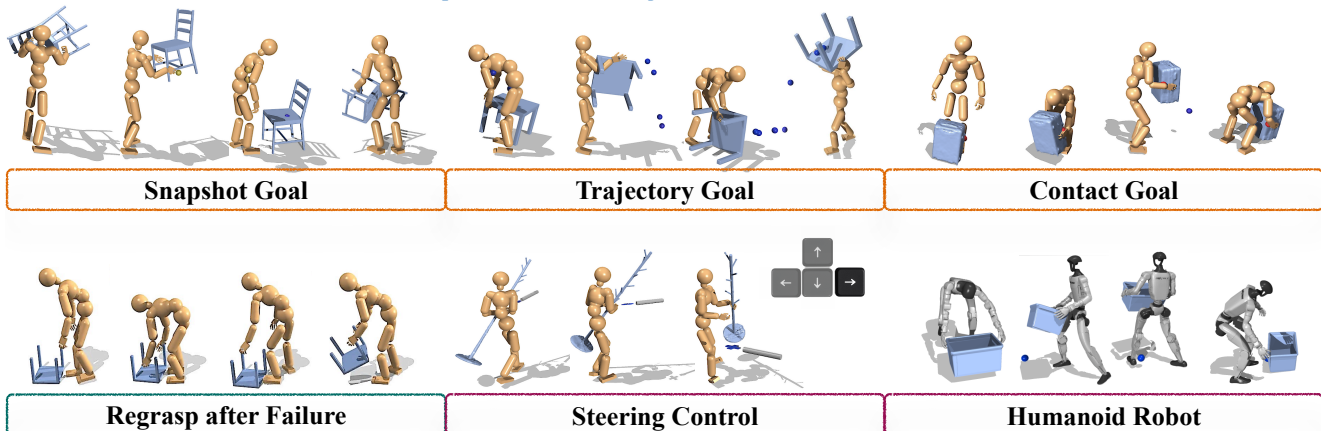 Snapshot Goal
Trajectory Goal
Contact Goal
↑
← ↓ →
Regrasp after Failure
Steering Control
Humanoid Robot